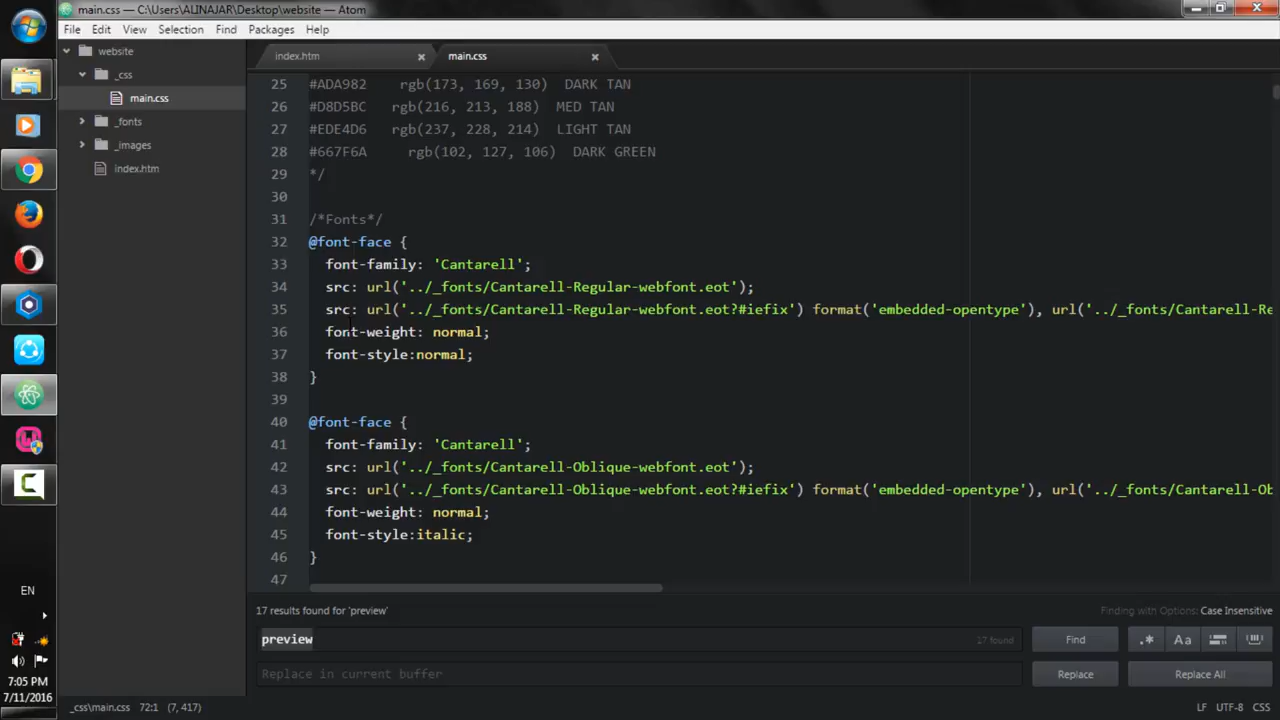 main.css — C:\Users\ALINAJAR\Desktop\website — Atom
File Edit View Selection Find Packages Help
website
_css
main.css
_fonts
_images
index.htm
index.htm
main.css
25 #ADA982 rgb(173, 169, 130) DARK TAN
26 #D8D5BC rgb(216, 213, 188) MED TAN
27 #EDE4D6 rgb(237, 228, 214) LIGHT TAN
28 #667F6A rgb(102, 127, 106) DARK GREEN
29 */
30
31 /*Fonts*/
32 @font-face {
33 font-family: 'Cantarell';
34 src: url('../_fonts/Cantarell-Regular-webfont.eot');
35 src: url('../_fonts/Cantarell-Regular-webfont.eot?#iefix') format('embedded-opentype'), url('../_fonts/Cantarell-Re
36 font-weight: normal;
37 font-style:normal;
38 }
39
40 @font-face {
41 font-family: 'Cantarell';
42 src: url('../_fonts/Cantarell-Oblique-webfont.eot');
43 src: url('../_fonts/Cantarell-Oblique-webfont.eot?#iefix') format('embedded-opentype'), url('../_fonts/Cantarell-Ob
44 font-weight: normal;
45 font-style:italic;
46 }
47
17 results found for 'preview'
Finding with Options: Case Insensitive
preview
17 found
Find
.* Aa
Replace in current buffer
Replace
Replace All
EN
7:05 PM
7/11/2016
_css\main.css 72:1 (7, 417)
LF UTF-8 CSS